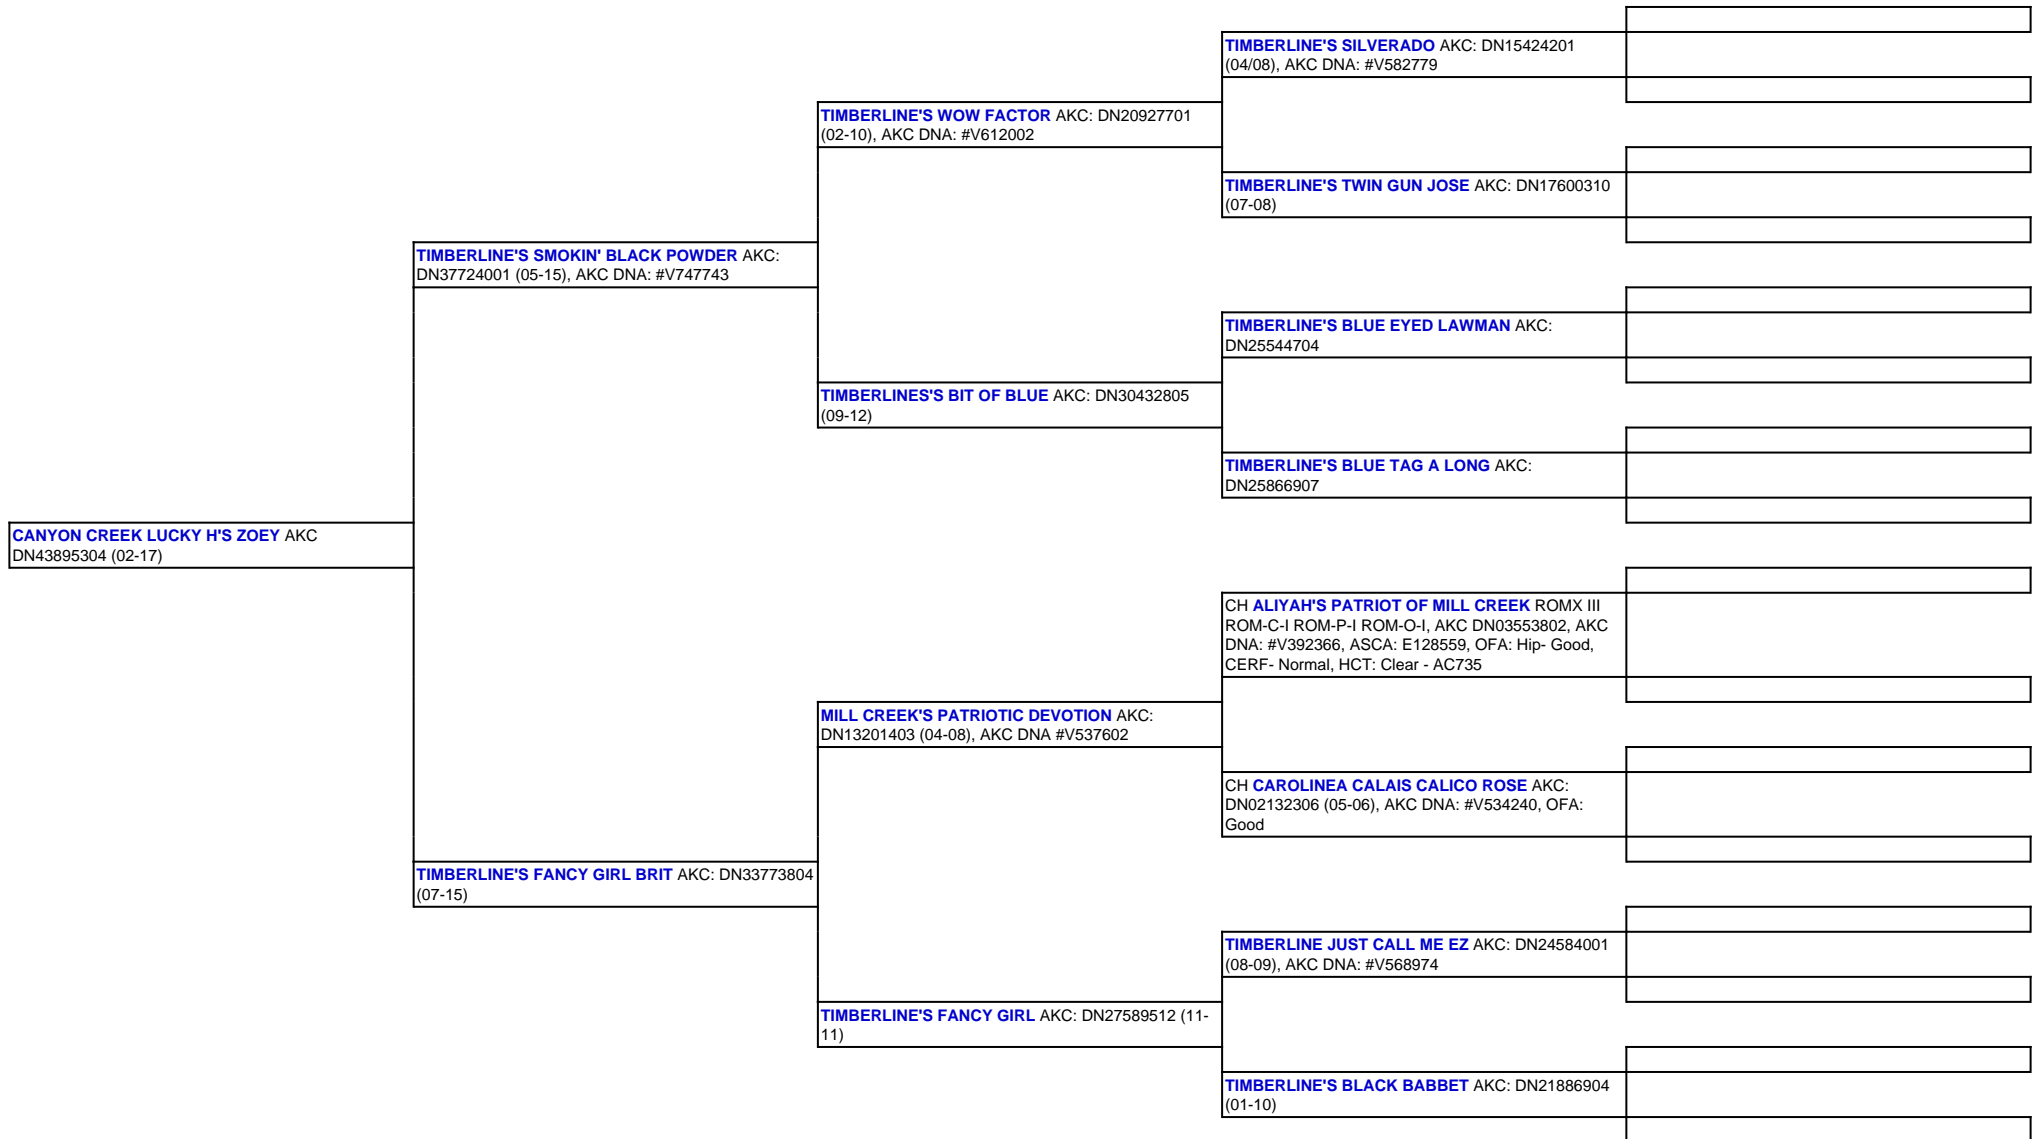 TIMBERLINE'S SILVERADO AKC: DN15424201
(04/08), AKC DNA: #V582779
TIMBERLINE'S WOW FACTOR AKC: DN20927701
(02-10), AKC DNA: #V612002
TIMBERLINE'S TWIN GUN JOSE AKC: DN17600310
(07-08)
TIMBERLINE'S SMOKIN' BLACK POWDER AKC:
DN37724001 (05-15), AKC DNA: #V747743
TIMBERLINE'S BLUE EYED LAWMAN AKC:
DN25544704
TIMBERLINES'S BIT OF BLUE AKC: DN30432805
(09-12)
TIMBERLINE'S BLUE TAG A LONG AKC:
DN25866907
CANYON CREEK LUCKY H'S ZOEY AKC
DN43895304 (02-17)
CH ALIYAH'S PATRIOT OF MILL CREEK ROMX III
ROM-C-I ROM-P-I ROM-O-I, AKC DN03553802, AKC
DNA: #V392366, ASCA: E128559, OFA: Hip- Good,
CERF- Normal, HCT: Clear - AC735
MILL CREEK'S PATRIOTIC DEVOTION AKC:
DN13201403 (04-08), AKC DNA #V537602
CH CAROLINEA CALAIS CALICO ROSE AKC:
DN02132306 (05-06), AKC DNA: #V534240, OFA:
Good
TIMBERLINE'S FANCY GIRL BRIT AKC: DN33773804
(07-15)
TIMBERLINE JUST CALL ME EZ AKC: DN24584001
(08-09), AKC DNA: #V568974
TIMBERLINE'S FANCY GIRL AKC: DN27589512 (11-
11)
TIMBERLINE'S BLACK BABBET AKC: DN21886904
(01-10)